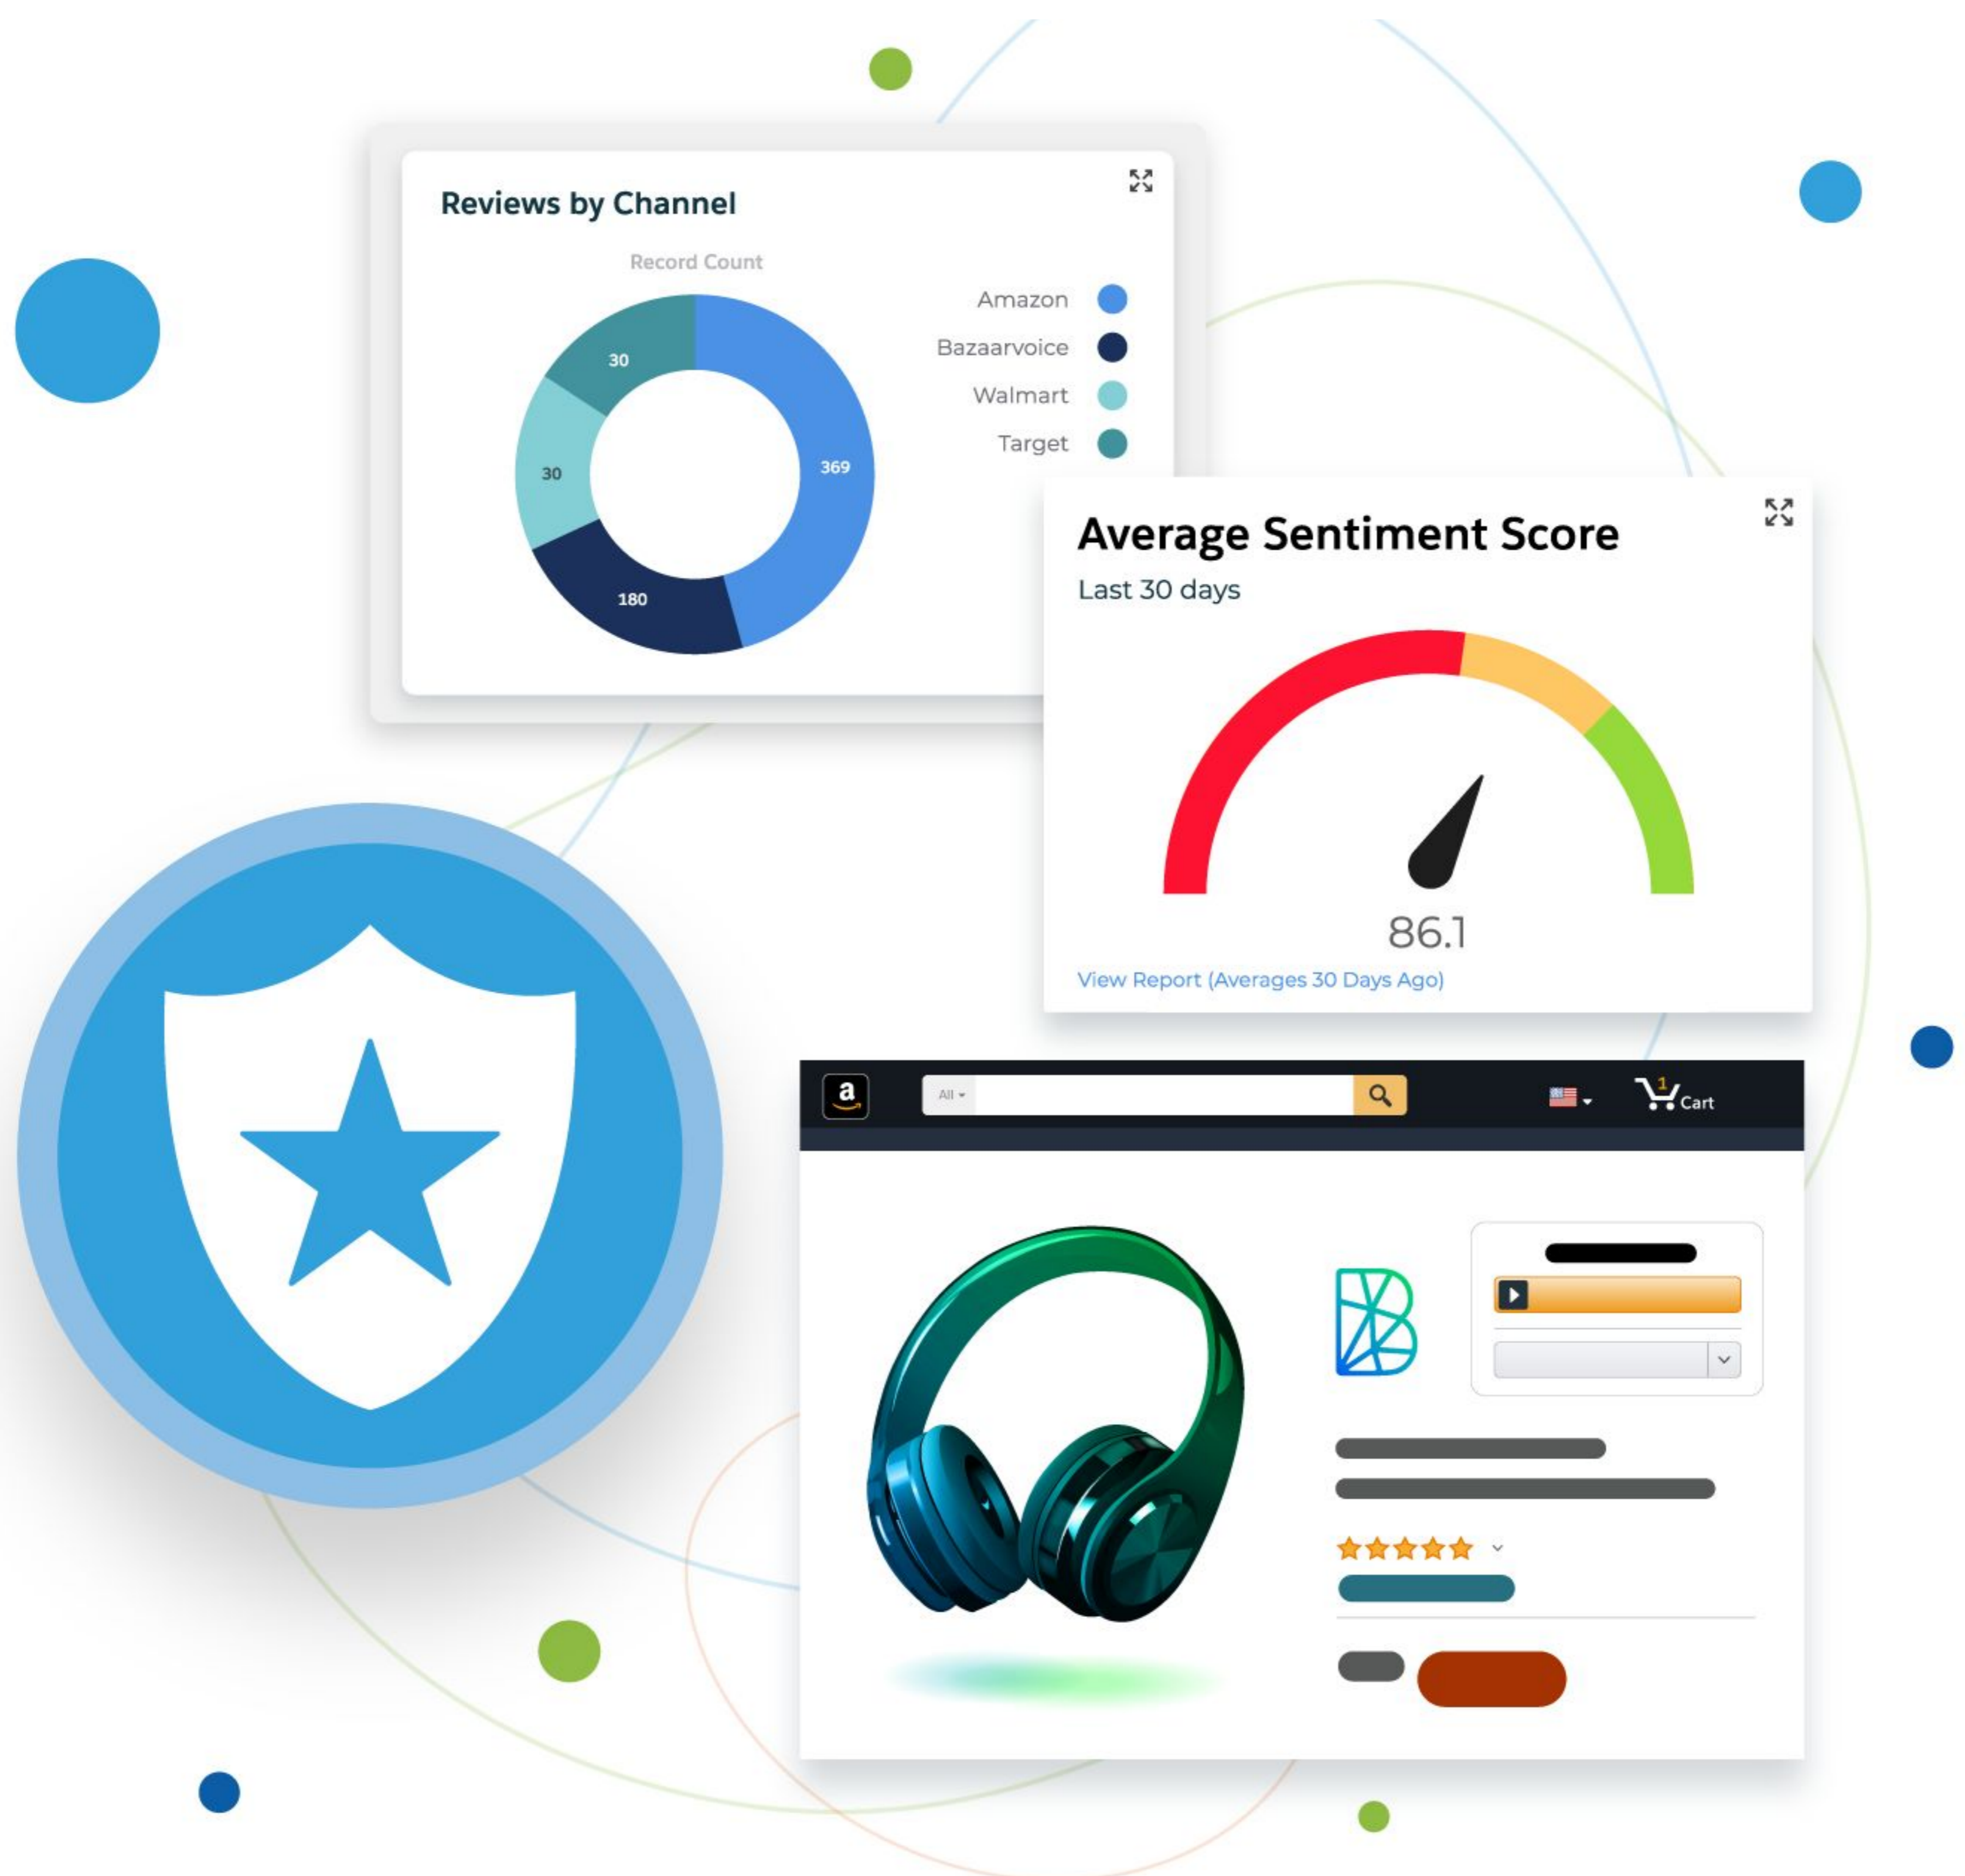 Reviews by Channel
Record Count
Amazon
Bazaarvoice
Walmart
Target
30
369
30
180
Average Sentiment Score
Last 30 days
86.1
View Report (Averages 30 Days Ago)
a
All
1
Cart
B